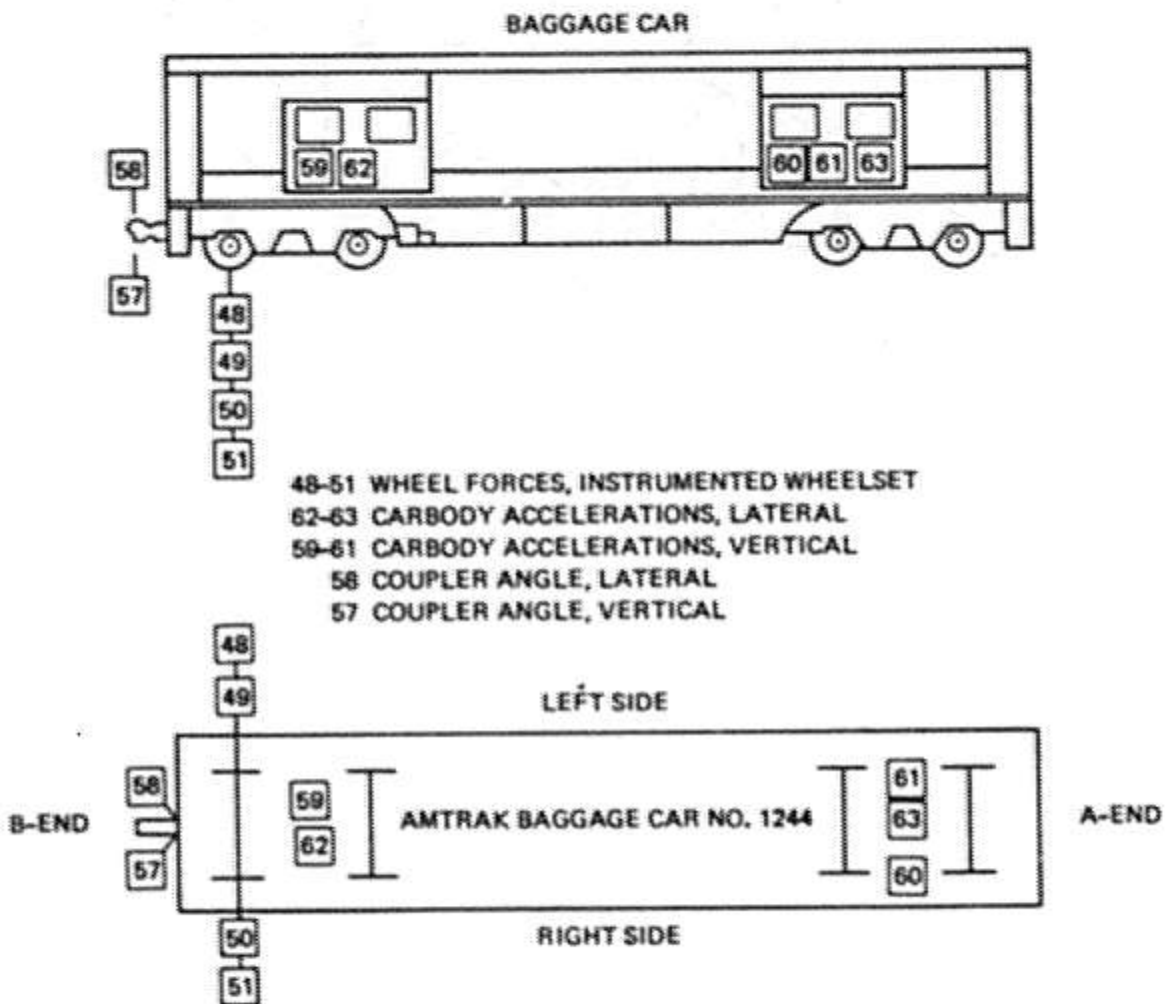 BAGGAGE CAR
58
59 62
60 61 63
57
48
49
50
51
48-51 WHEEL FORCES, INSTRUMENTED WHEELSET
62-63 CARBODY ACCELERATIONS, LATERAL
59-61 CARBODY ACCELERATIONS, VERTICAL
58 COUPLER ANGLE, LATERAL
57 COUPLER ANGLE, VERTICAL
48
49
LEFT SIDE
58
59
61
B-END
AMTRAK BAGGAGE CAR NO. 1244
63
A-END
62
57
60
50
RIGHT SIDE
51